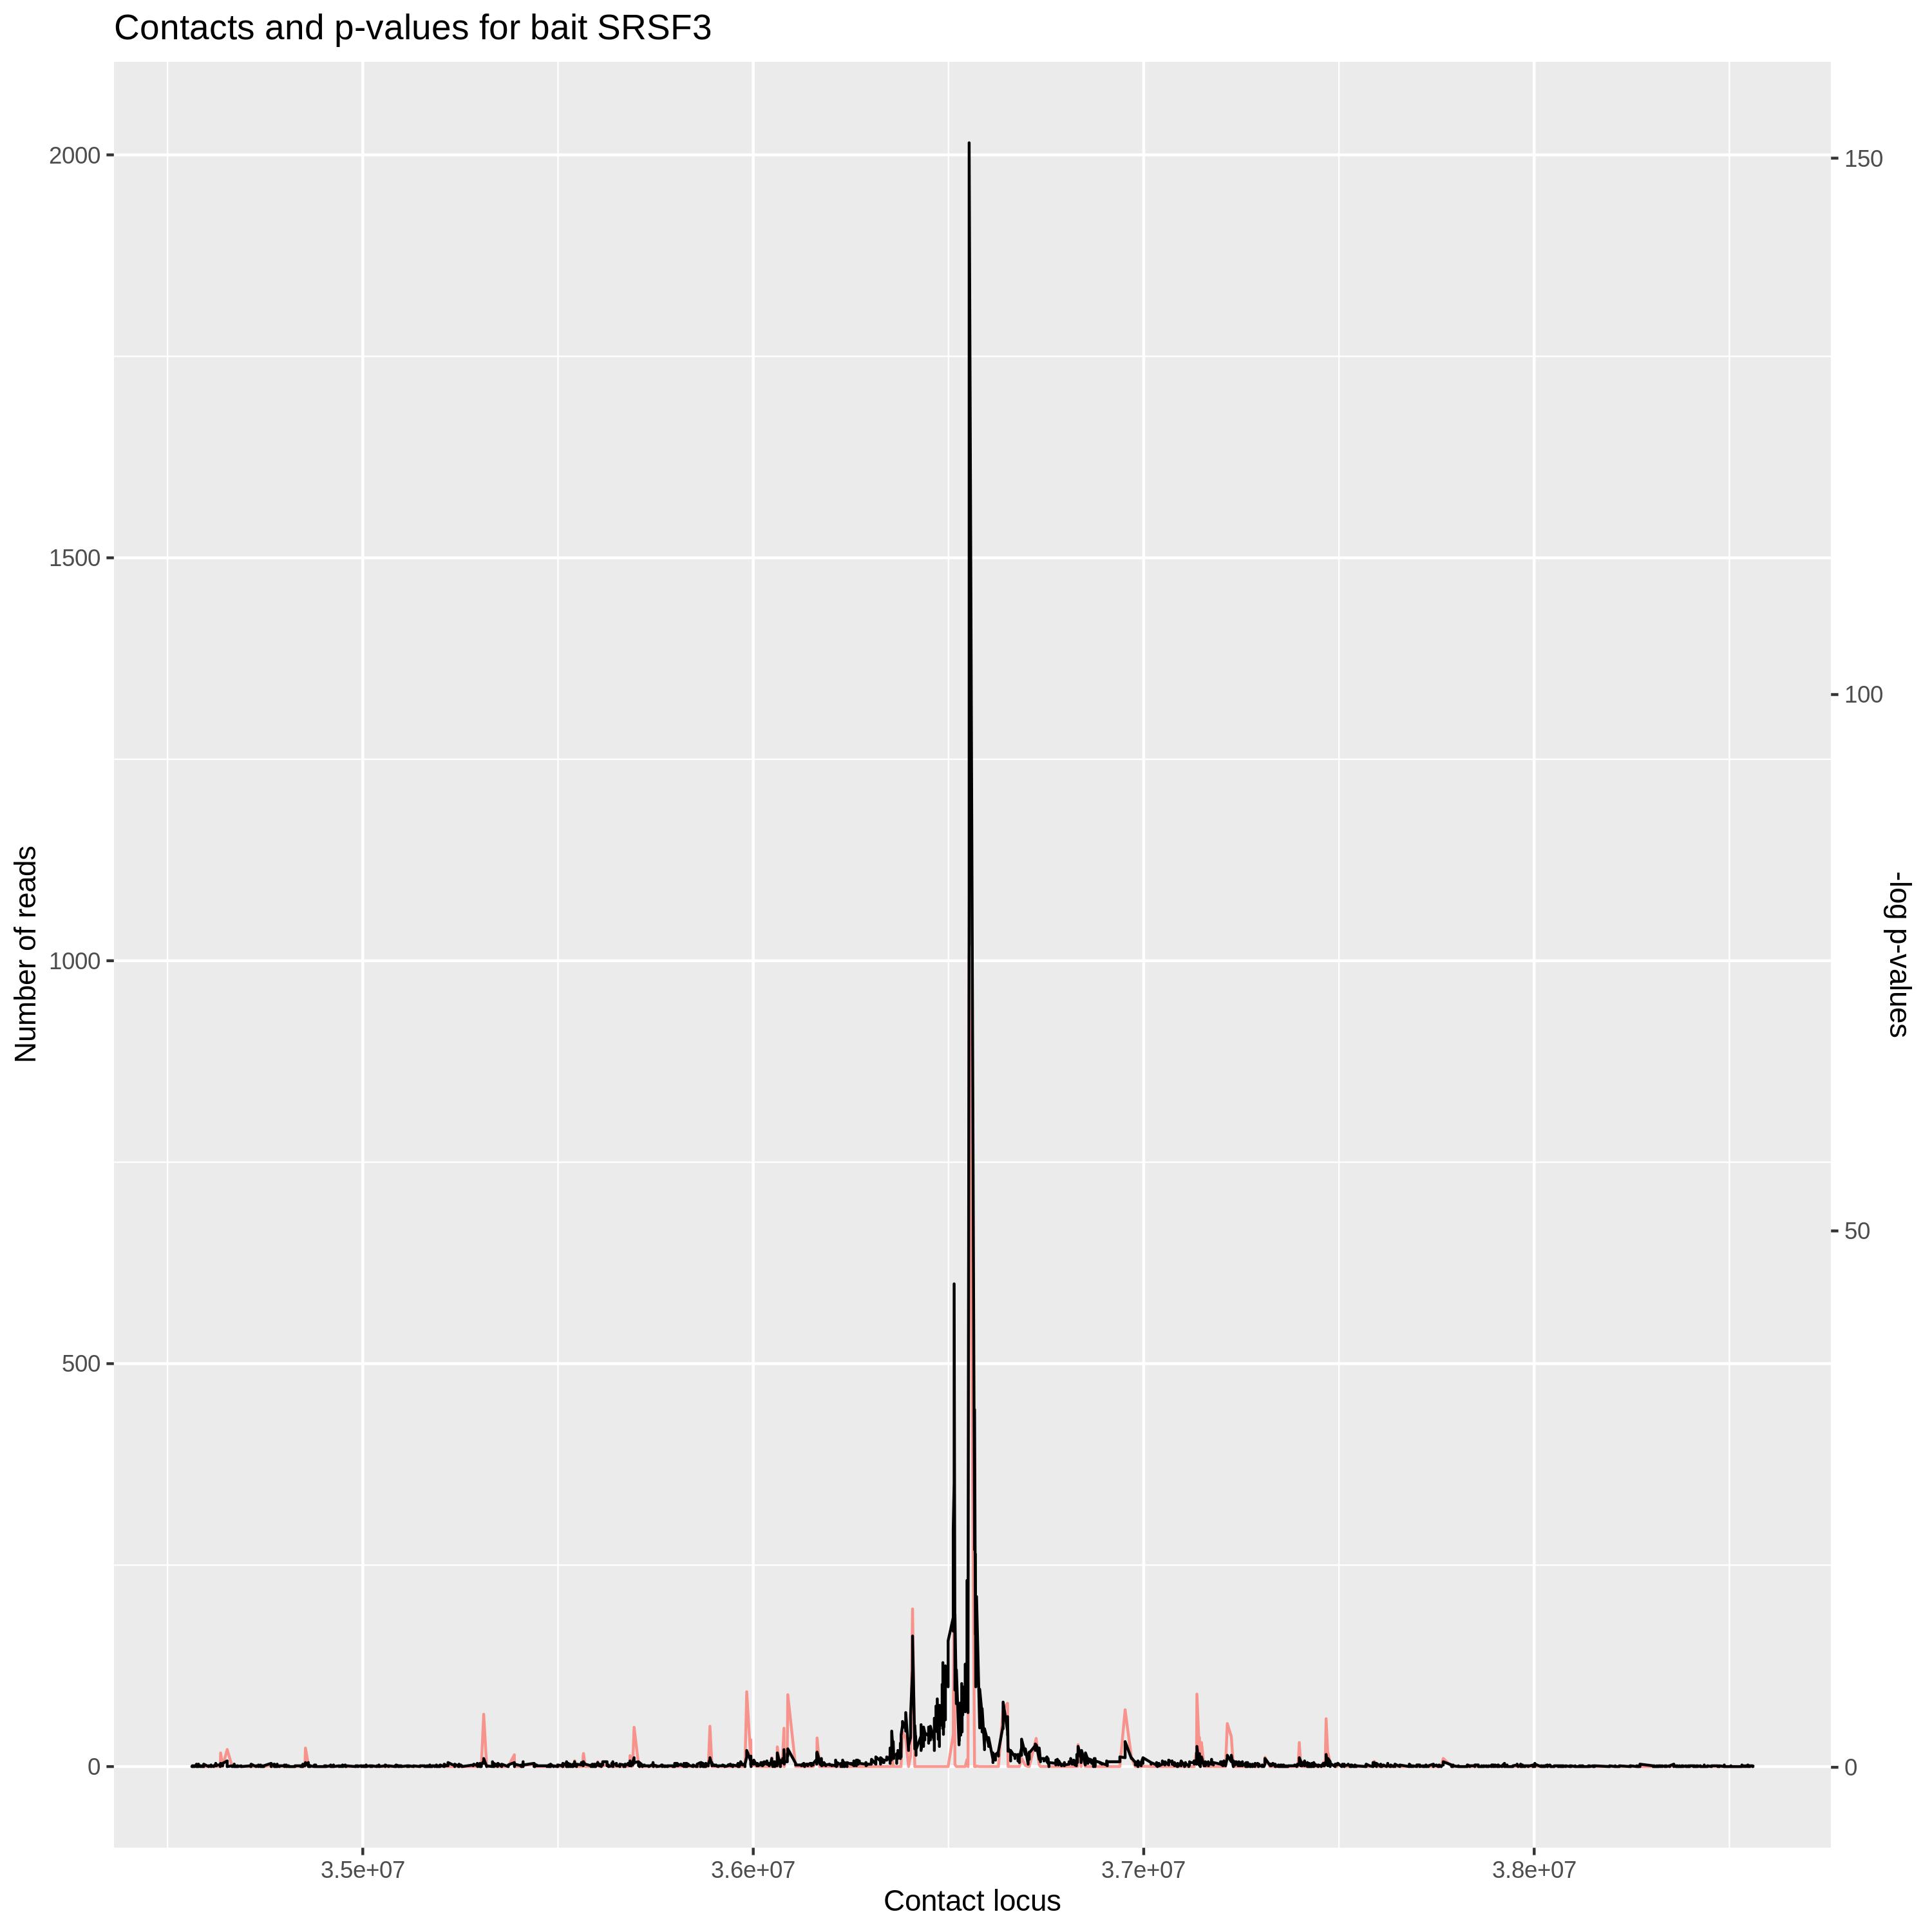 Contacts and p-values for bait SRSF3
2000
1500
1000
500
0
Number of reads
150
100
50
0
-log p-values
3.5e+07
3.6e+07
3.7e+07
3.8e+07
Contact locus